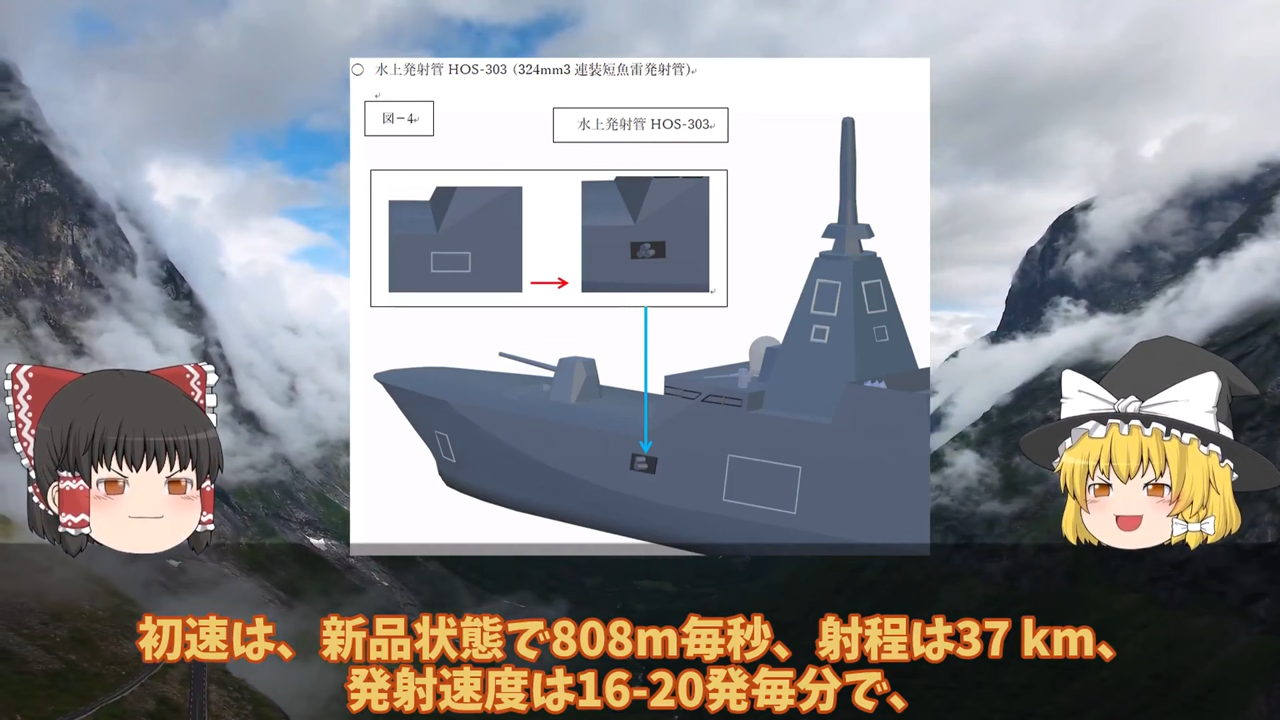 ○ 水上発射管 HOS-303（324mm3 連装短魚雷発射管）
図－4
水上発射管 HOS-303
初速は、新品状態で808m毎秒、射程は37 km、
発射速度は16-20発毎分で、